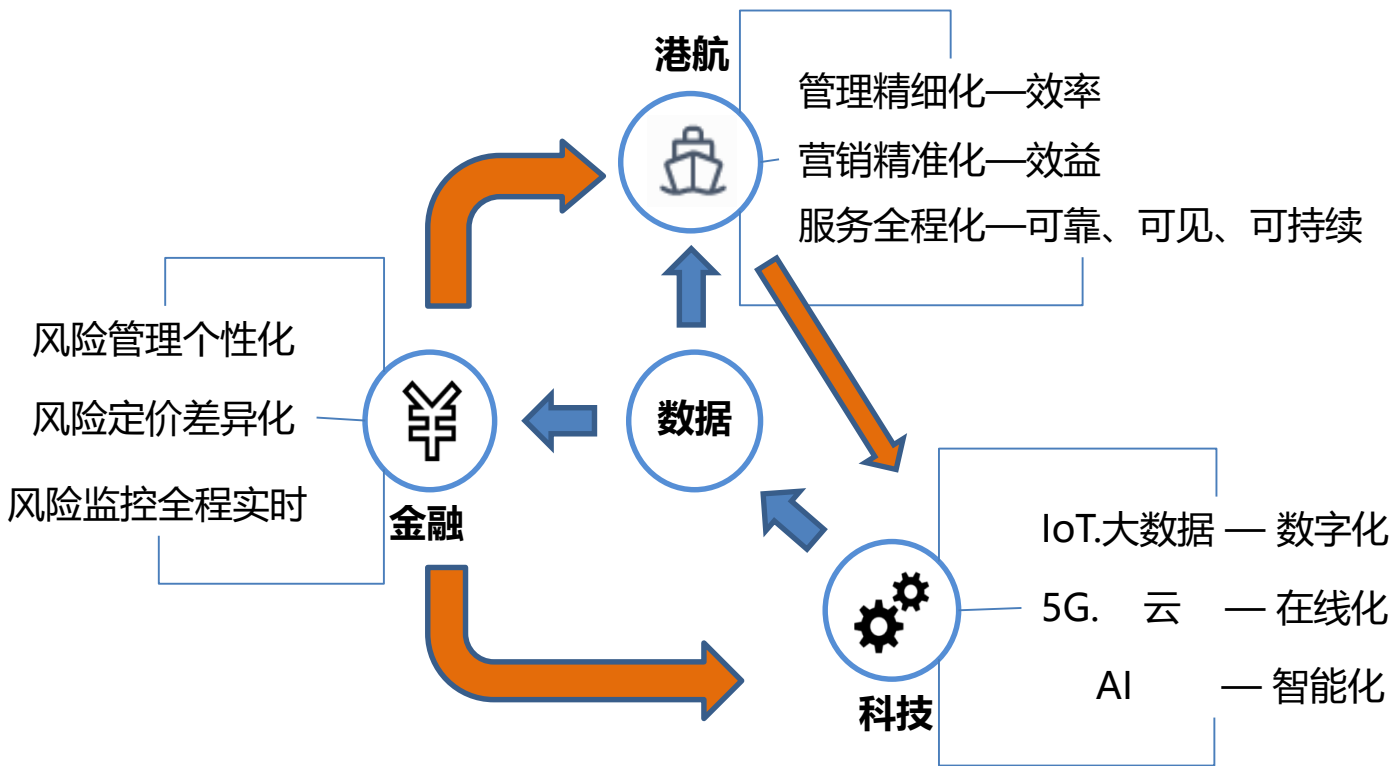 港航
管理精细化—效率
营销精准化—效益
服务全程化—可靠、可见、可持续
风险管理个性化
风险定价差异化
风险监控全程实时
金融
数据
IoT.大数据 — 数字化
5G. 云 — 在线化
AI — 智能化
科技